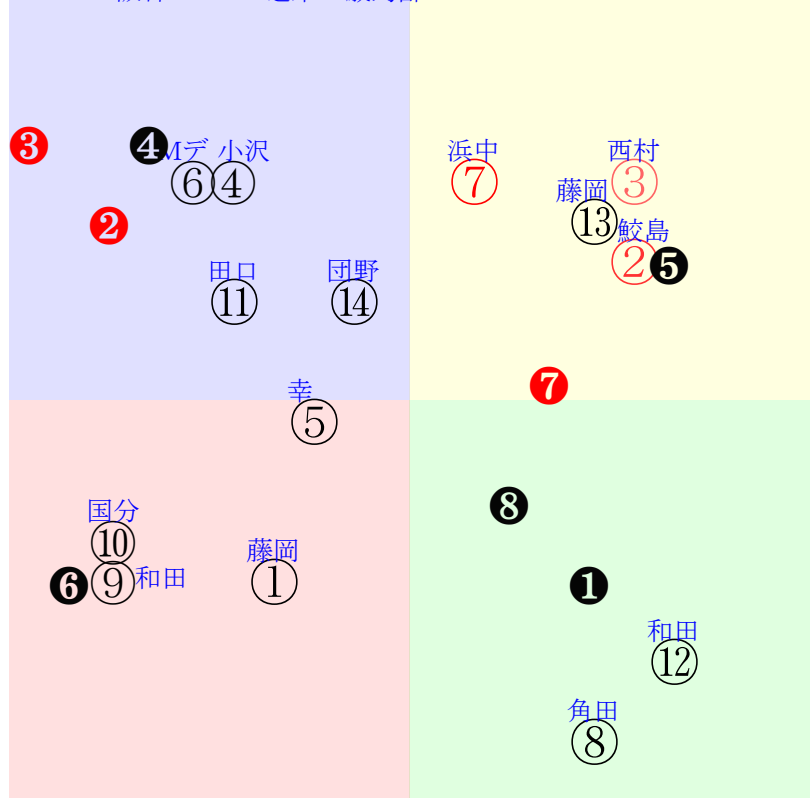 ❸ ❹ Mデ 小沢 浜中 西村
⑥ ④ ⑦ 藤岡 ③
❷ ⑬ 鮫島
② ❺
田口 団野
⑪ ⑭
幸 ❼
⑤
国分 ❽
⑩ 藤岡
❻ ⑨ 和田 ① ❶
和田
⑫
角田
⑧